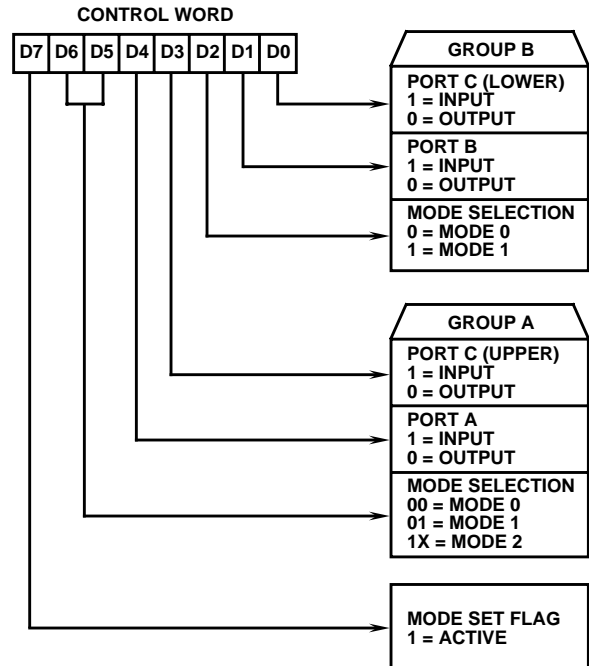 CONTROL WORD
D7 D6 D5 D4 D3 D2 D1 D0
GROUP B
PORT C (LOWER)
1 = INPUT
0 = OUTPUT
PORT B
1 = INPUT
0 = OUTPUT
MODE SELECTION
0 = MODE 0
1 = MODE 1
GROUP A
PORT C (UPPER)
1 = INPUT
0 = OUTPUT
PORT A
1 = INPUT
0 = OUTPUT
MODE SELECTION
00 = MODE 0
01 = MODE 1
1X = MODE 2
MODE SET FLAG
1 = ACTIVE